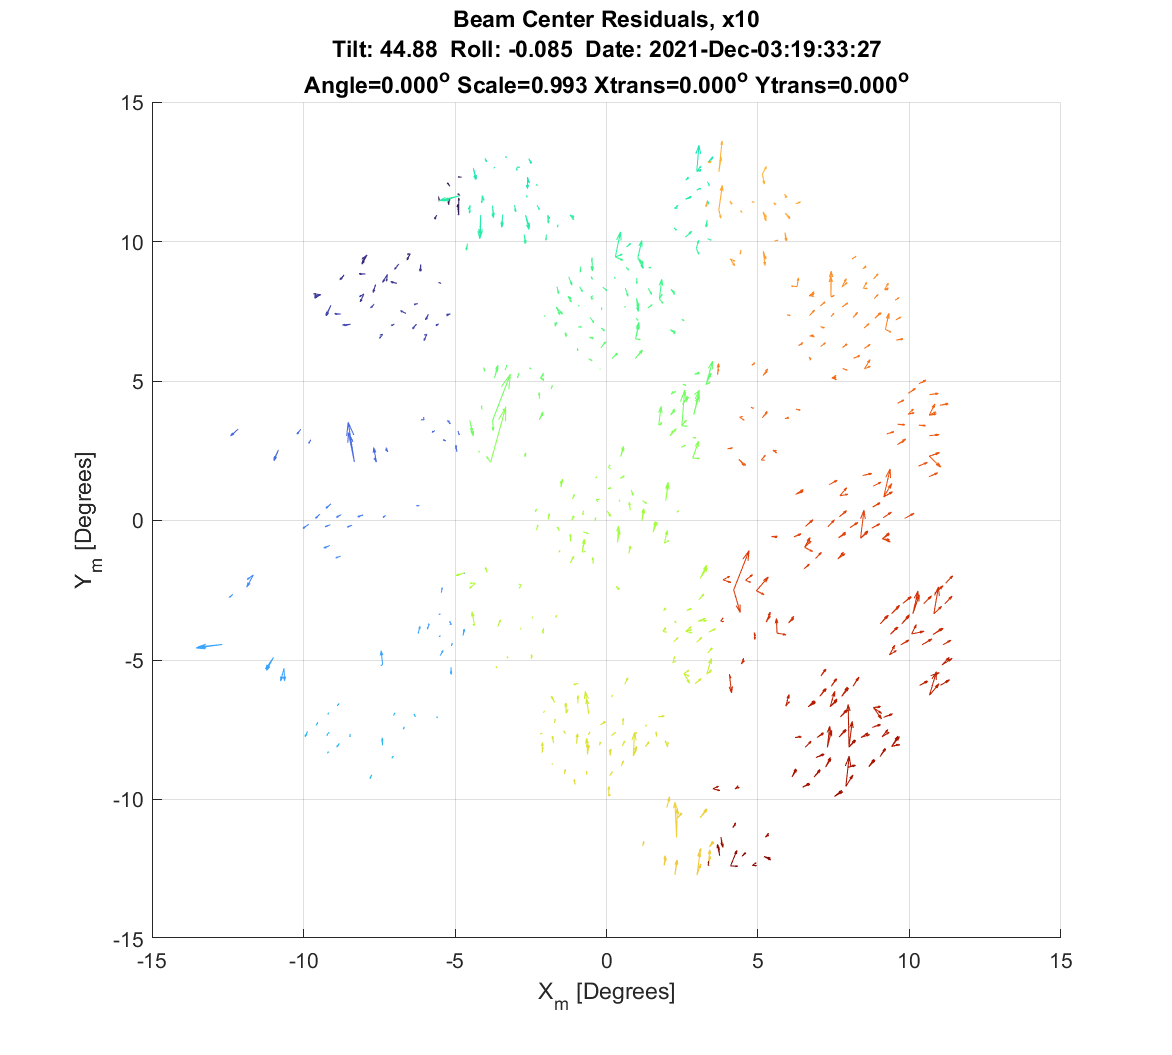 Beam Center Residuals, x10
Tilt: 44.88 Roll: -0.085 Date: 2021-Dec-03:19:33:27
Angle=0.000° Scale=0.993 Xtrans=0.000° Ytrans=0.000°
15
10
5
0
-5
-10
-15
Y_m [Degrees]
-15 -10 -5 0 5 10 15
X_m [Degrees]